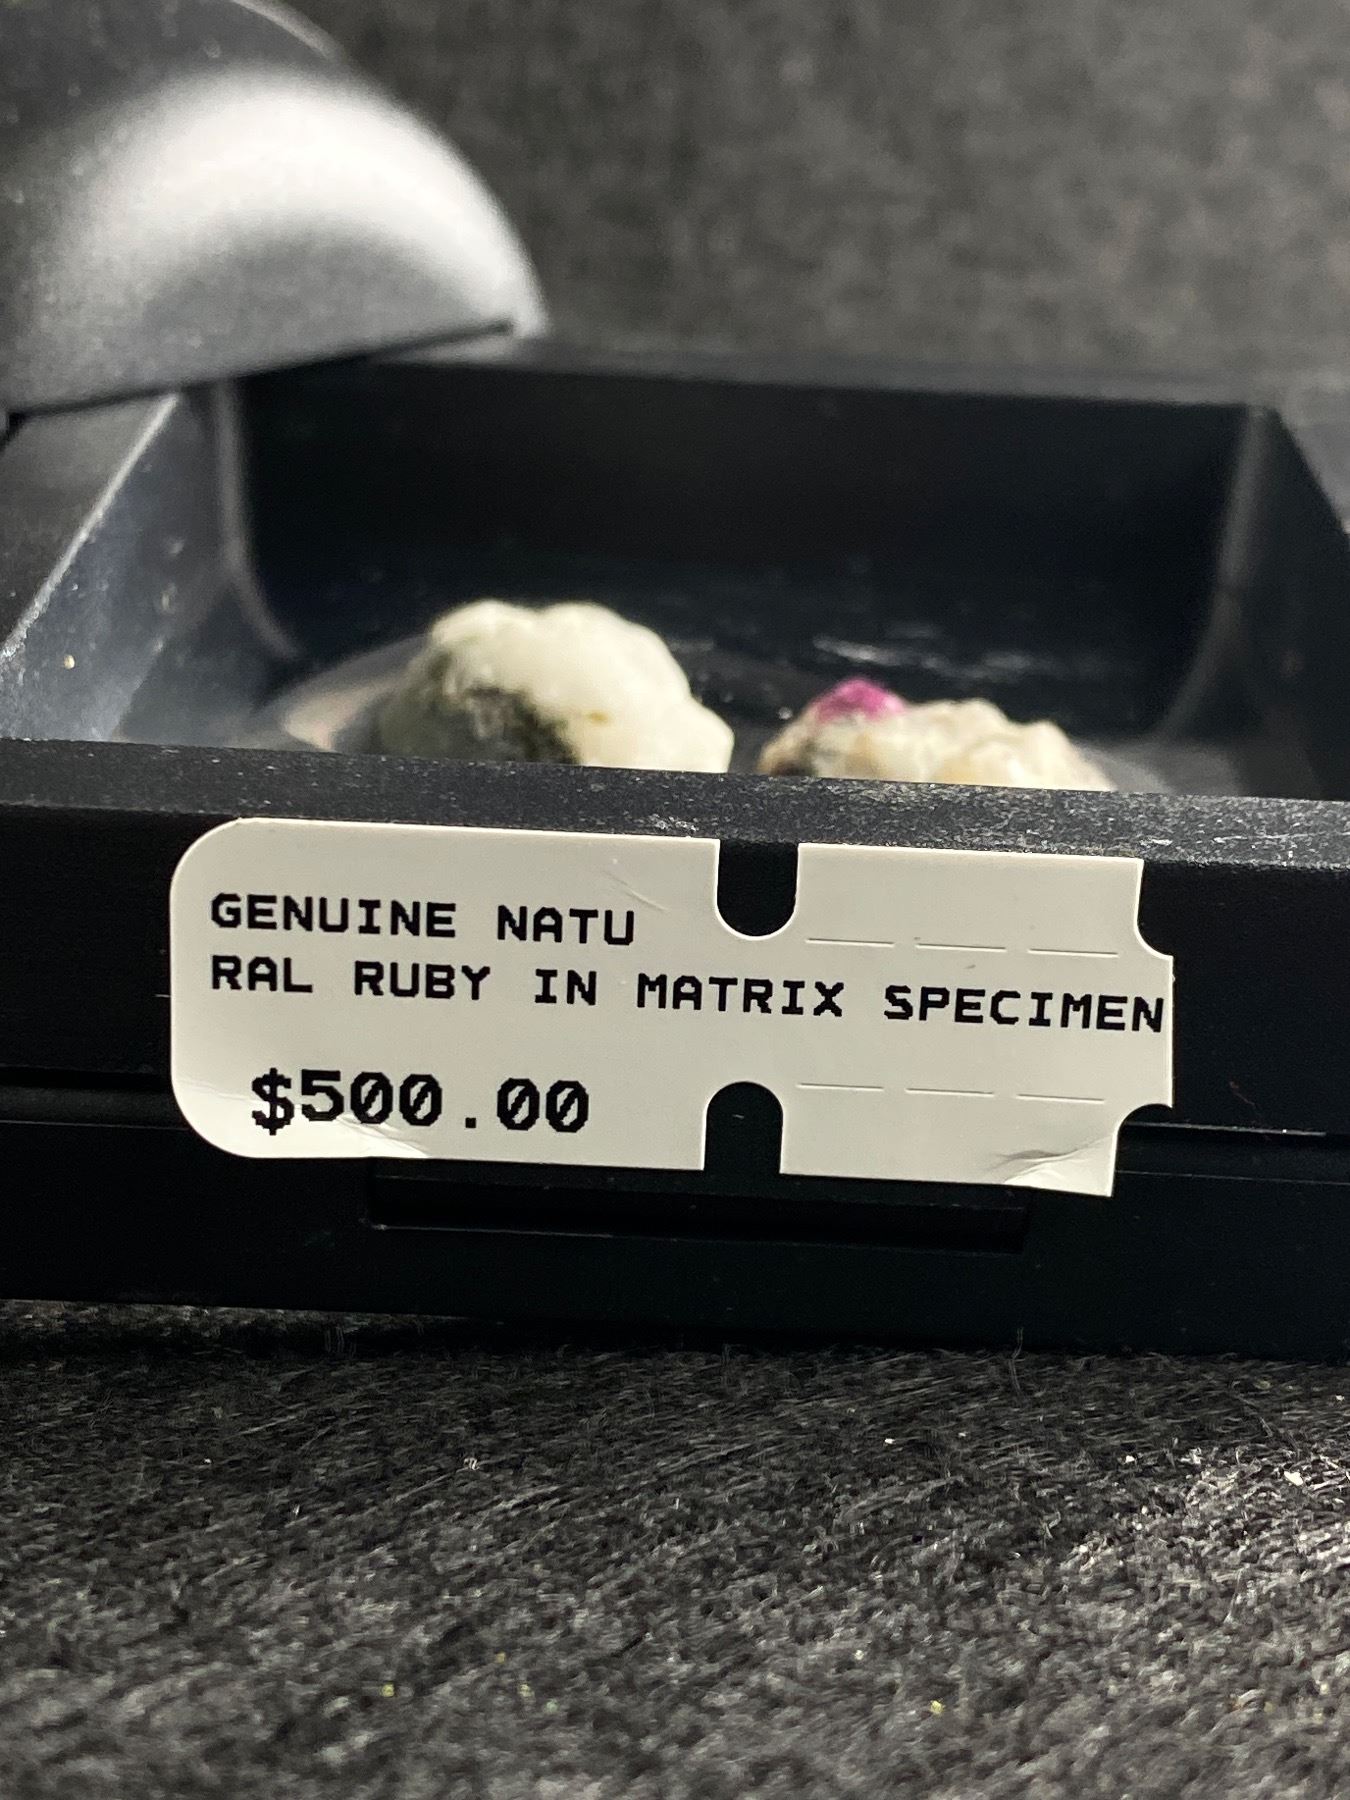 GENUINE NATU
RAL RUBY IN MATRIX SPECIMEN
$500.00